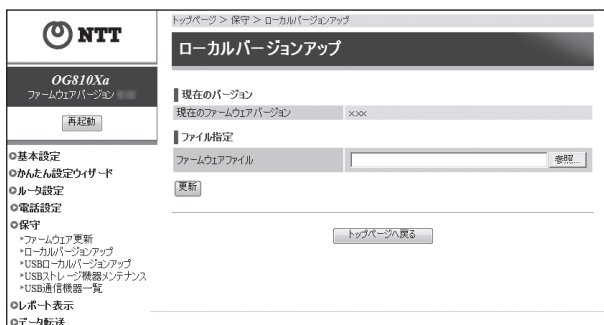 NTT
OG810Xa
ファームウェアバージョン
再起動
基本設定
かんたん設定ウィザード
ルータ設定
電話設定
保守
ファームウェア更新
ローカルバージョンアップ
USBローカルバージョンアップ
USBストレージ機器メンテナンス
USB通信機器一覧
レポート表示
データ転送
トップページ > 保守 > ローカルバージョンアップ
ローカルバージョンアップ
現在のバージョン
現在のファームウェアバージョン x.xx
ファイル指定
ファームウェアファイル 参照...
更新
トップページへ戻る